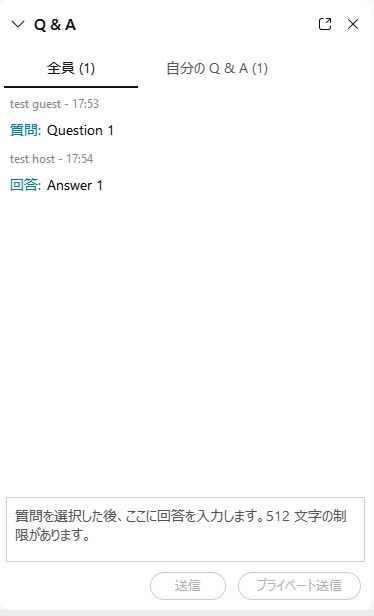 Q & A
全員 (1)
自分の Q & A (1)
test guest - 17:53
質問: Question 1
test host - 17:54
回答: Answer 1
質問を選択した後、ここに回答を入力します。512 文字の制
限があります。
送信
プライベート送信